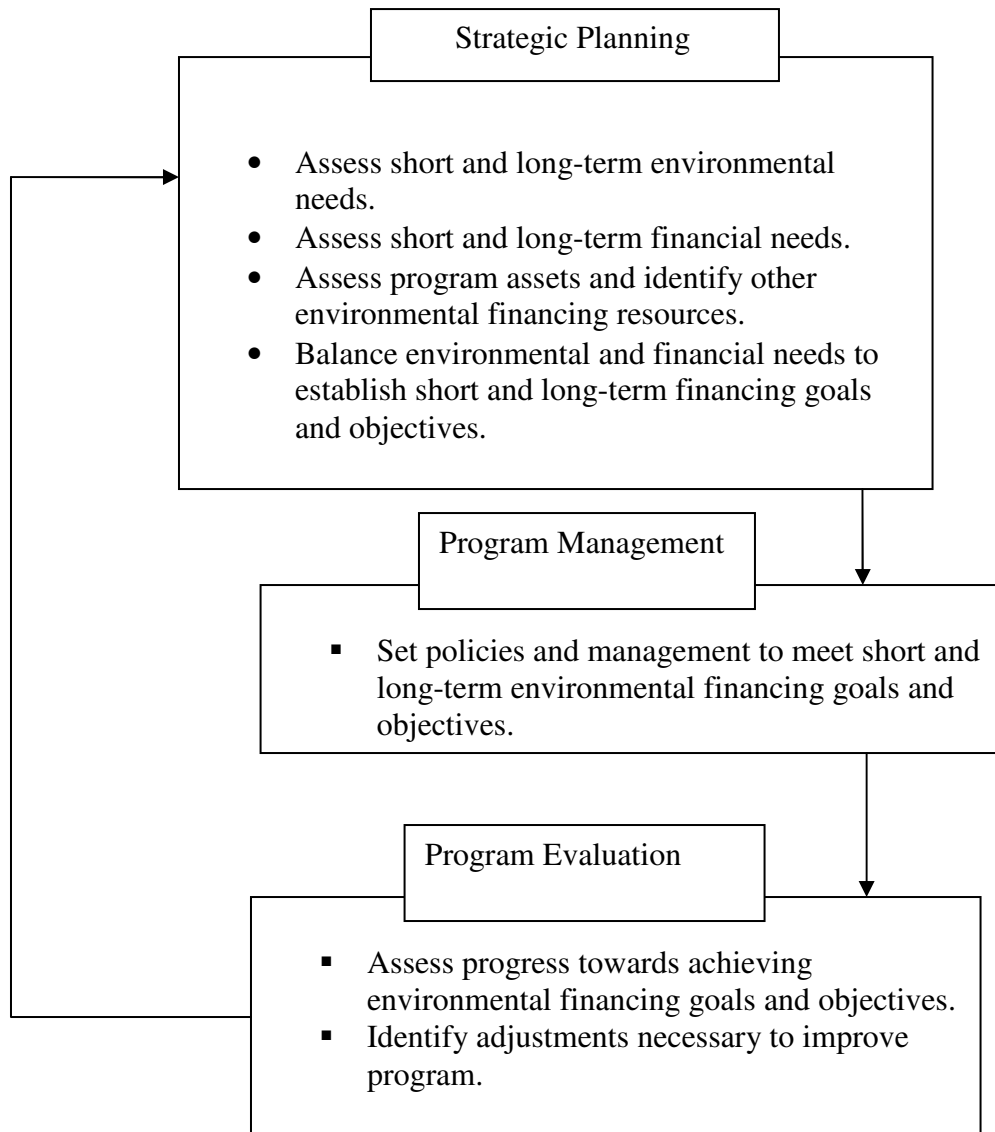 Strategic Planning
• Assess short and long-term environmental
needs.
• Assess short and long-term financial needs.
• Assess program assets and identify other
environmental financing resources.
• Balance environmental and financial needs to
establish short and long-term financing goals
and objectives.
Program Management
▪ Set policies and management to meet short and
long-term environmental financing goals and
objectives.
Program Evaluation
▪ Assess progress towards achieving
environmental financing goals and objectives.
▪ Identify adjustments necessary to improve
program.